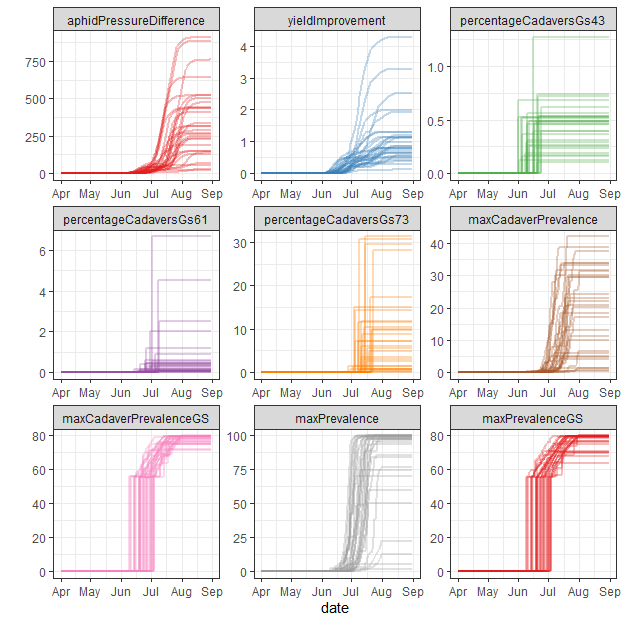 aphidPressureDifference yieldImprovement percentageCadaversGs43
750 500 250 0
4 3 2 1 0
1.0 0.5 0.0
Apr May Jun Jul Aug Sep Apr May Jun Jul Aug Sep Apr May Jun Jul Aug Sep
percentageCadaversGs61 percentageCadaversGs73 maxCadaverPrevalence
6 4 2 0
30 20 10 0
40 30 20 10 0
Apr May Jun Jul Aug Sep Apr May Jun Jul Aug Sep Apr May Jun Jul Aug Sep
maxCadaverPrevalenceGS maxPrevalence maxPrevalenceGS
80 60 40 20 0
100 75 50 25 0
80 60 40 20 0
Apr May Jun Jul Aug Sep Apr May Jun Jul Aug Sep Apr May Jun Jul Aug Sep
date